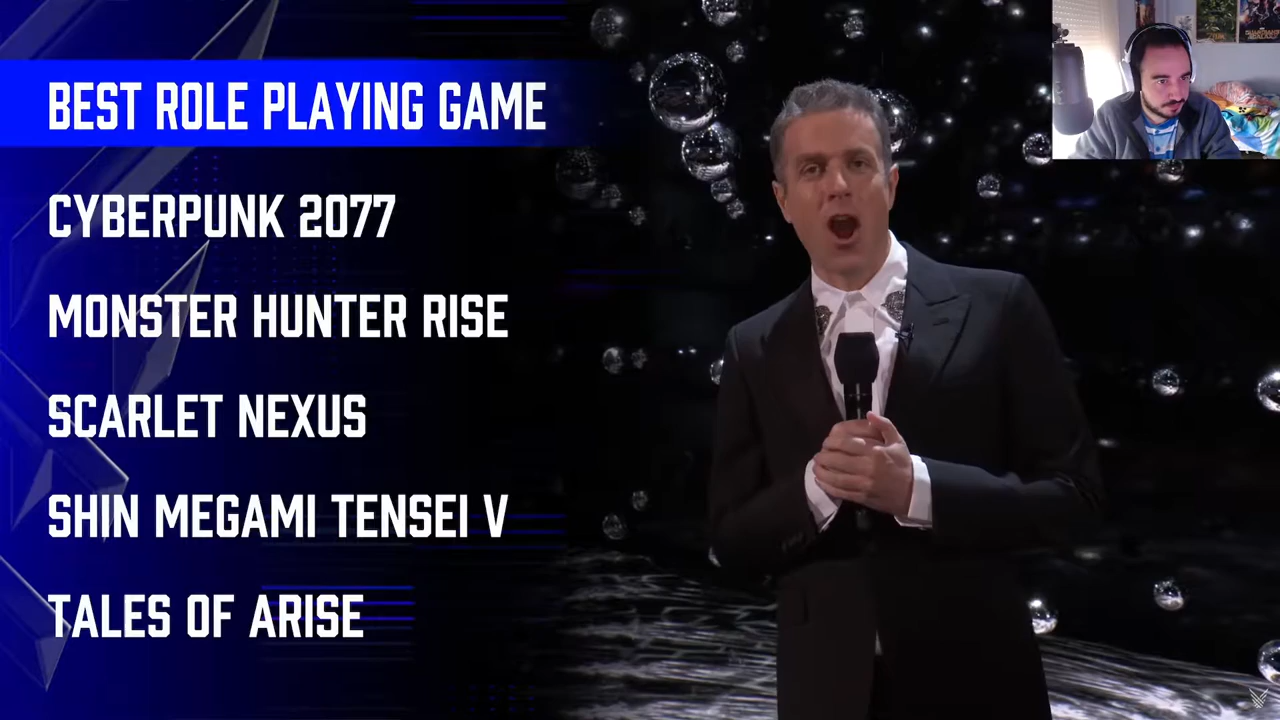 BEST ROLE PLAYING GAME
CYBERPUNK 2077
MONSTER HUNTER RISE
SCARLET NEXUS
SHIN MEGAMI TENSEI V
TALES OF ARISE